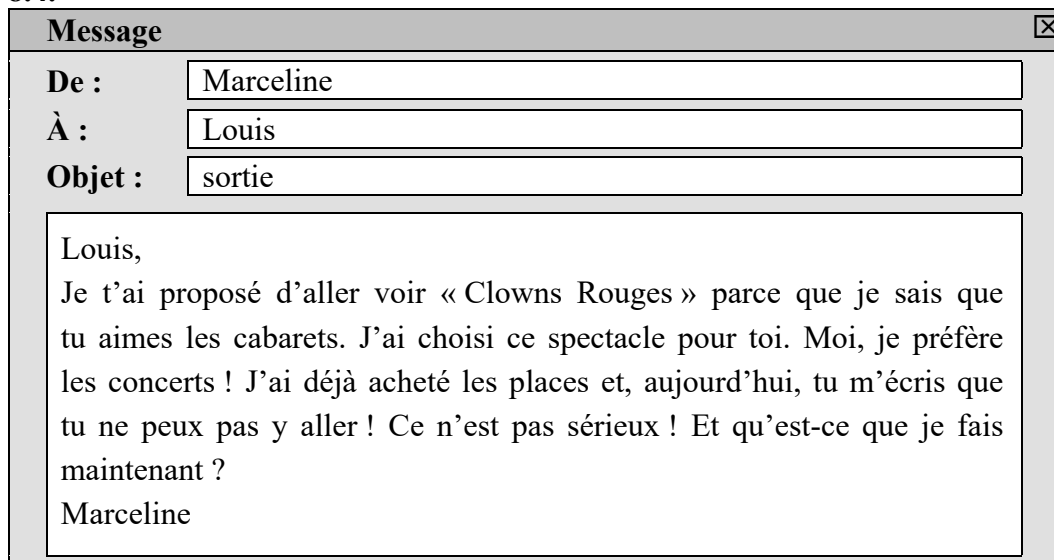 Message
De : Marceline
À : Louis
Objet : sortie
Louis,
Je t'ai proposé d'aller voir « Clowns Rouges » parce que je sais que
tu aimes les cabarets. J'ai choisi ce spectacle pour toi. Moi, je préfère
les concerts ! J'ai déjà acheté les places et, aujourd'hui, tu m'écris que
tu ne peux pas y aller ! Ce n'est pas sérieux ! Et qu'est-ce que je fais
maintenant ?
Marceline